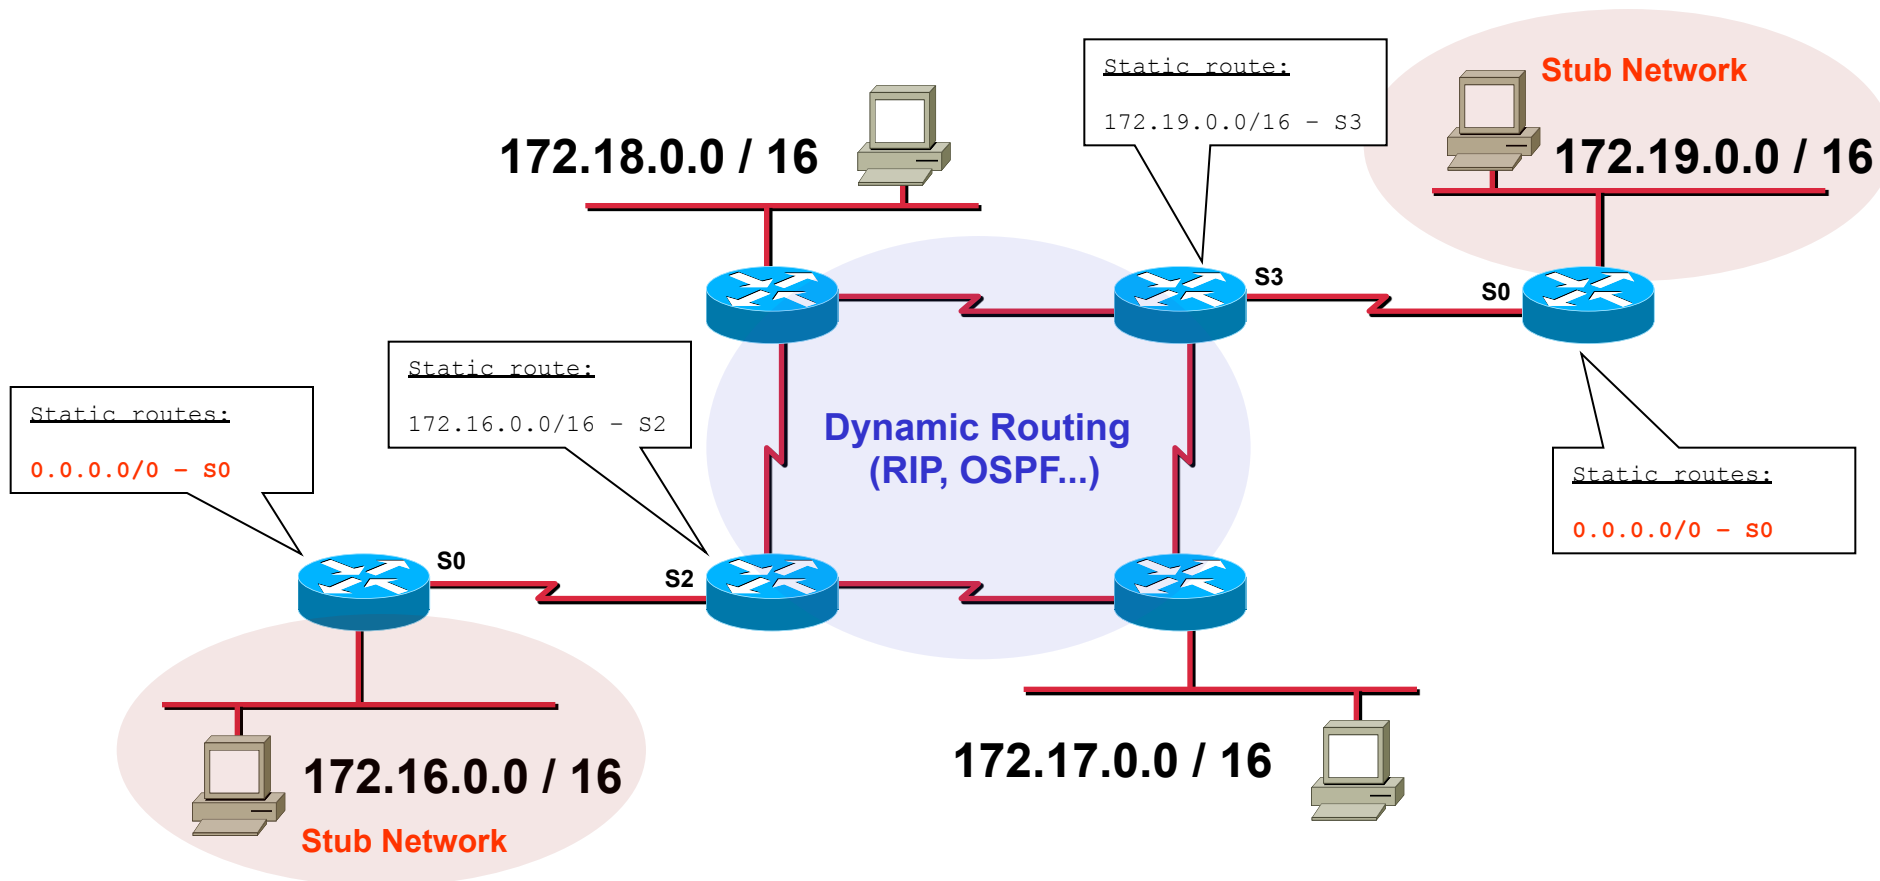 Static route:
172.19.0.0/16 – S3
Stub Network
172.19.0.0 / 16
172.18.0.0 / 16
S3
S0
Static route:
172.16.0.0/16 – S2
Static routes:
0.0.0.0/0 – S0
Dynamic Routing
(RIP, OSPF...)
Static routes:
0.0.0.0/0 – S0
S0
S2
172.16.0.0 / 16
Stub Network
172.17.0.0 / 16